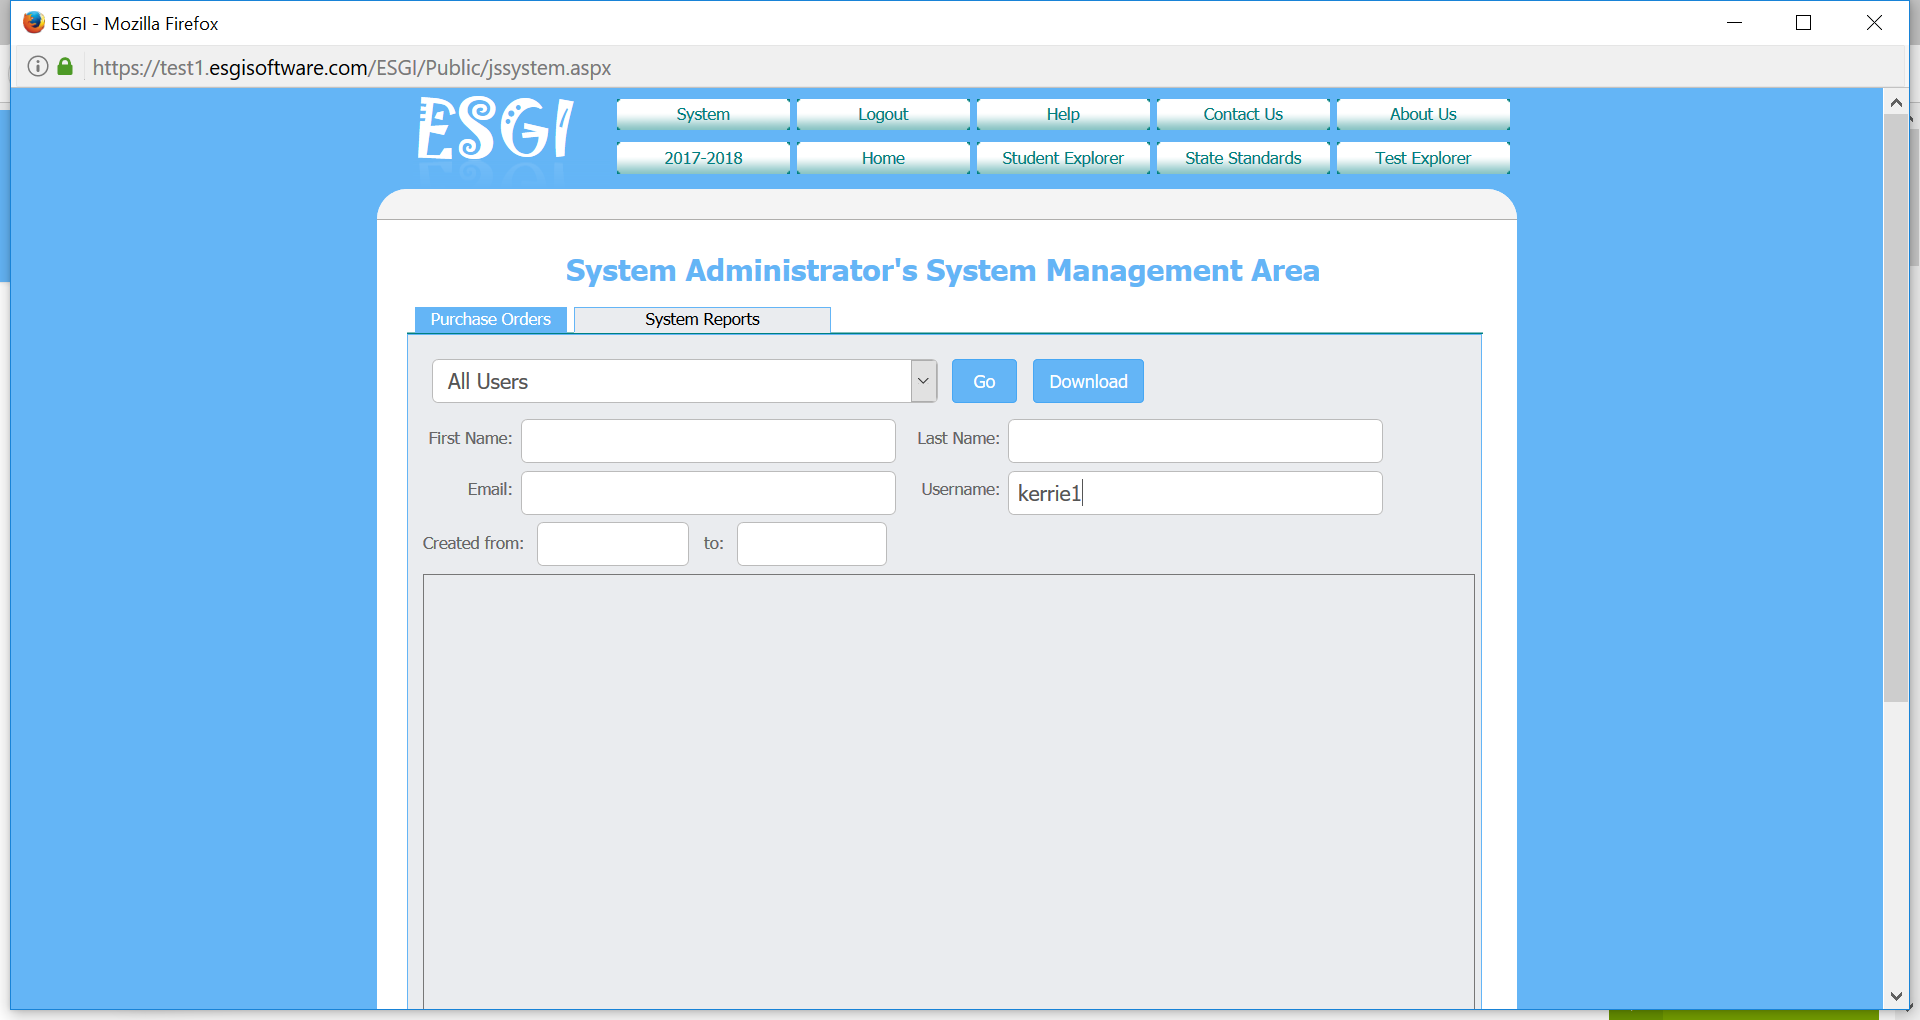 ESGI - Mozilla Firefox
https://test1.esgisoftware.com/ESGI/Public/jssystem.aspx
ESGI
System Logout Help Contact Us About Us
2017-2018 Home Student Explorer State Standards Test Explorer
System Administrator's System Management Area
Purchase Orders System Reports
All Users Go Download
First Name: Last Name:
Email: Username: kerrie1
Created from: to: